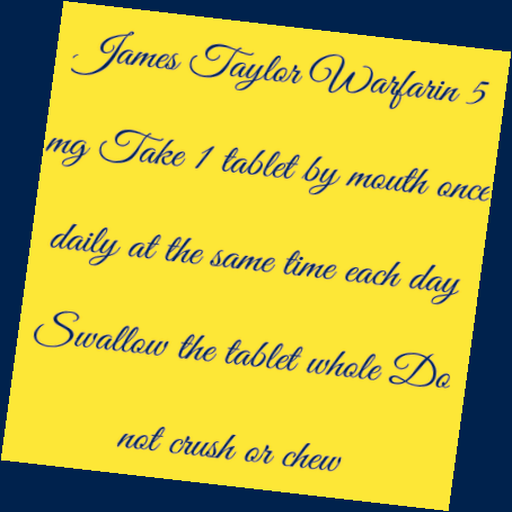 James Taylor Warfarin 5
mg Take 1 tablet by mouth once
daily at the same time each day
Swallow the tablet whole Do
not crush or chew